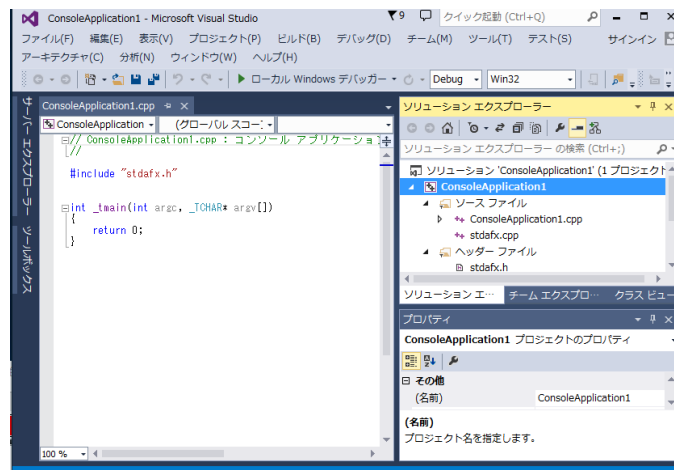 ConsoleApplication1 - Microsoft Visual Studio
9
クイック起動 (Ctrl+Q)
ファイル(F) 編集(E) 表示(V) プロジェクト(P) ビルド(B) デバッグ(D) チーム(M) ツール(T) テスト(S) サインイン
アーキテクチャ(C) 分析(N) ウィンドウ(W) ヘルプ(H)
ローカル Windows デバッガー Debug Win32
サーバー エクスプローラー
ツールボックス
ConsoleApplication1.cpp
ConsoleApplication (グローバル スコー:
// ConsoleApplication1.cpp : コンソール アプリケーショ
//
#include "stdafx.h"
int _tmain(int argc, _TCHAR* argv[])
{
return 0;
}
100 %
ソリューション エクスプローラー
ソリューション エクスプローラー の検索 (Ctrl+;)
ソリューション 'ConsoleApplication1' (1 プロジェクト
ConsoleApplication1
ソース ファイル
ConsoleApplication1.cpp
stdafx.cpp
ヘッダー ファイル
stdafx.h
ソリューション エ… チーム エクスプロ… クラス ビュー
プロパティ
ConsoleApplication1 プロジェクトのプロパティ
その他
(名前) ConsoleApplication1
(名前)
プロジェクト名を指定します。